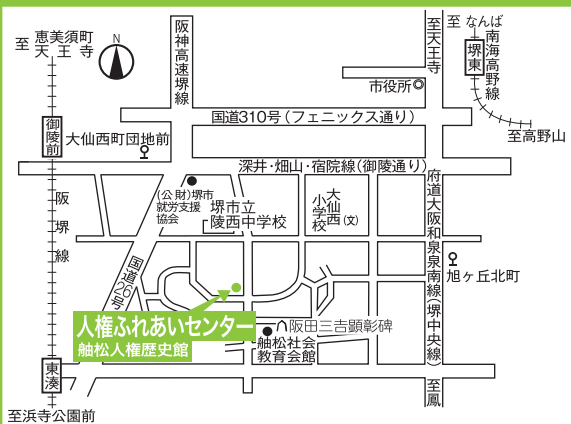 至
恵美須町
天王寺
N
阪神高速堺線
至天王寺
至 なんば
堺東
南海高野線
市役所
国道310号(フェニックス通り)
至高野山
御陵前
大仙西町団地前
深井・畑山・宿院線(御陵通り)
(公財)堺市
就労支援
協会
堺市立
陵西中学校
大仙西
小学校
(文)
府道大阪和泉泉南線(堺中央線)
阪堺線
旭ヶ丘北町
国道26号
人権ふれあいセンター
舳松人権歴史館
阪田三吉顕彰碑
舳松社会
教育会館
東湊
至浜寺公園前
至鳳